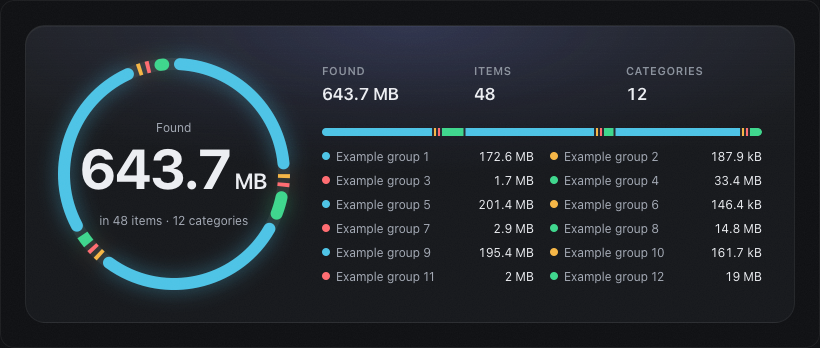 Found
643.7 MB
in 48 items · 12 categories
FOUND ITEMS CATEGORIES
643.7 MB 48 12
Example group 1 172.6 MB Example group 2 187.9 kB
Example group 3 1.7 MB Example group 4 33.4 MB
Example group 5 201.4 MB Example group 6 146.4 kB
Example group 7 2.9 MB Example group 8 14.8 MB
Example group 9 195.4 MB Example group 10 161.7 kB
Example group 11 2 MB Example group 12 19 MB